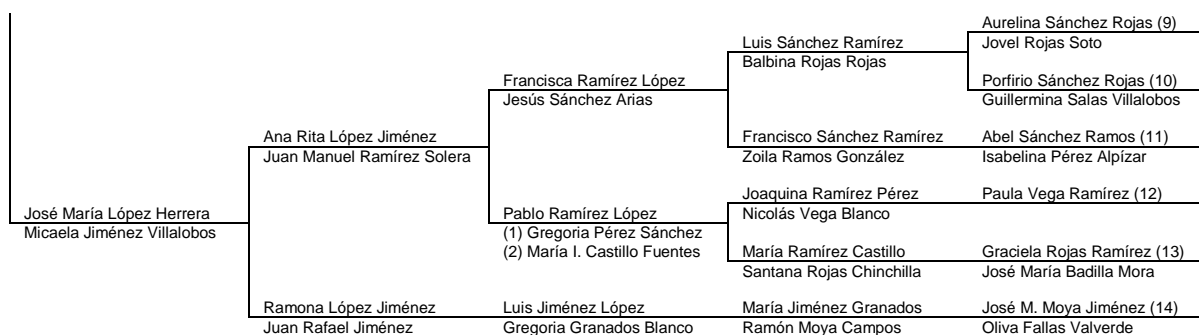 Aurelina Sánchez Rojas (9)
Luis Sánchez Ramírez
Jovel Rojas Soto
Balbina Rojas Rojas
Francisca Ramírez López
Porfirio Sánchez Rojas (10)
Jesús Sánchez Arias
Guillermina Salas Villalobos
Ana Rita López Jiménez
Francisco Sánchez Ramírez
Abel Sánchez Ramos (11)
Juan Manuel Ramírez Solera
Zoila Ramos González
Isabelina Pérez Alpízar
Joaquina Ramírez Pérez
Paula Vega Ramírez (12)
José María López Herrera
Pablo Ramírez López
Nicolás Vega Blanco
Micaela Jiménez Villalobos
(1) Gregoria Pérez Sánchez
(2) María I. Castillo Fuentes
María Ramírez Castillo
Graciela Rojas Ramírez (13)
Santana Rojas Chinchilla
José María Badilla Mora
Ramona López Jiménez
Luis Jiménez López
María Jiménez Granados
José M. Moya Jiménez (14)
Juan Rafael Jiménez
Gregoria Granados Blanco
Ramón Moya Campos
Oliva Fallas Valverde